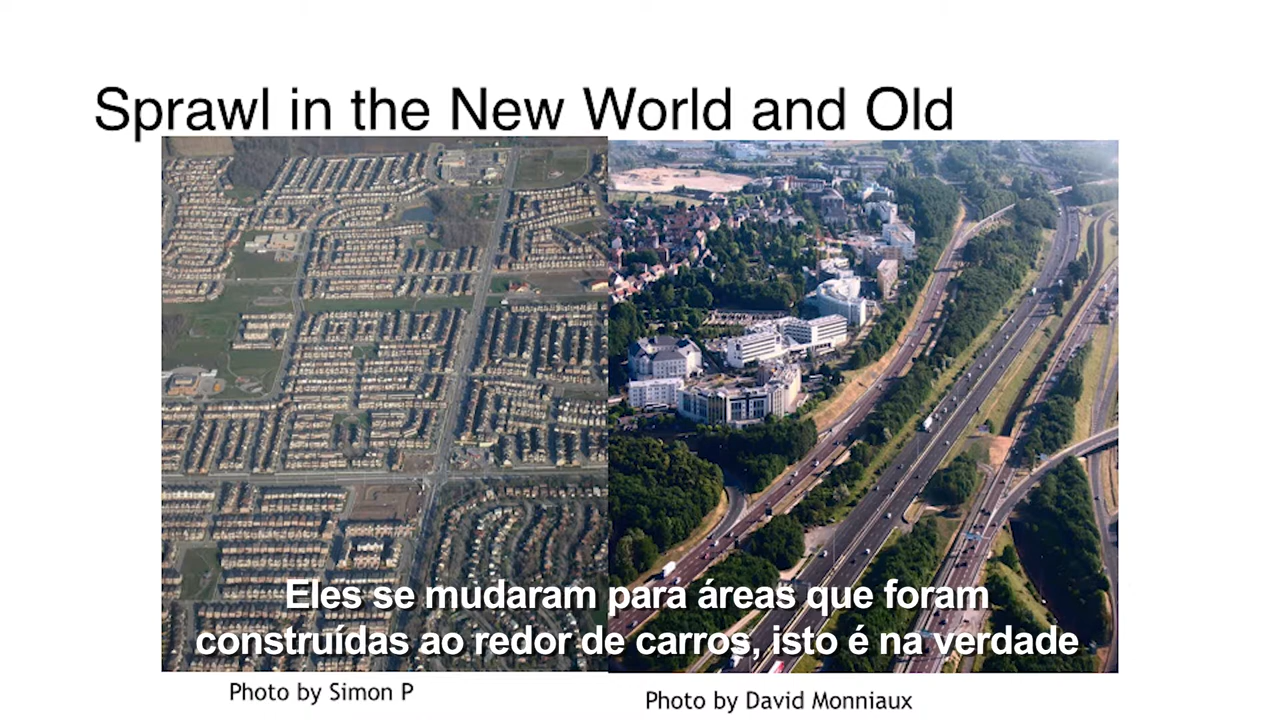 Sprawl in the New World and Old
Eles se mudaram para áreas que foram
construídas ao redor de carros, isto é na verdade
Photo by Simon P
Photo by David Monniaux